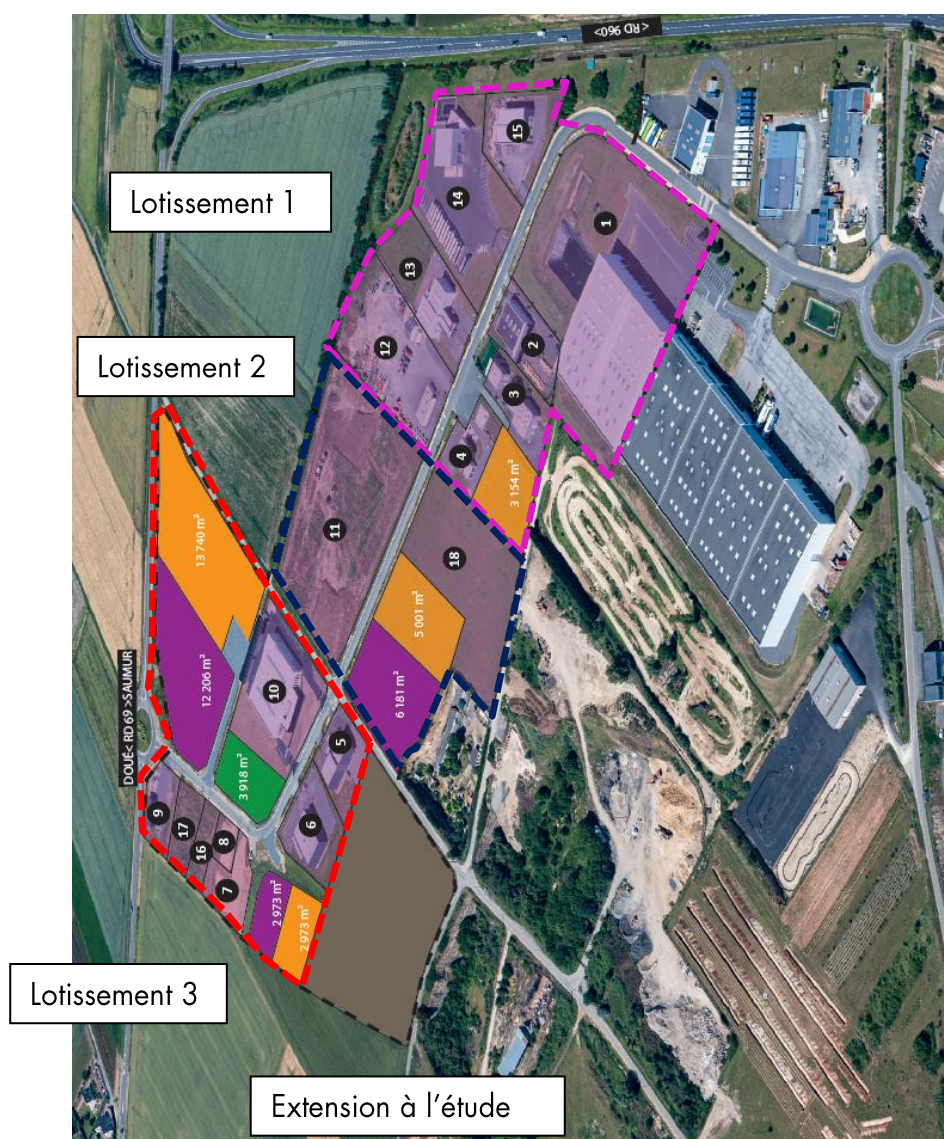 <RD 960>
Lotissement 1
15
14
1
13
2
12
3
Lotissement 2
4
3 154 m²
11
18
13 740 m²
5 001 m²
12 206 m²
6 181 m²
10
DOUÉ< RD 69 >SAUMUR
5
3 918 m²
9
17
16
8
7
6
2 973 m²
2 973 m²
Lotissement 3
Extension à l'étude